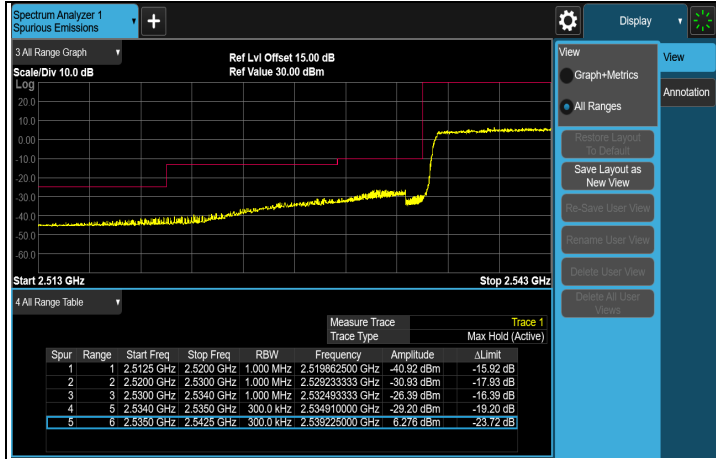 Spectrum Analyzer 1
Spurious Emissions
Display
3 All Range Graph
Ref Lvl Offset 15.00 dB
Scale/Div 10.0 dB
Ref Value 30.00 dBm
Log
20.0
10.0
0.00
-10.0
-20.0
-30.0
-40.0
-50.0
-60.0
Start 2.513 GHz
Stop 2.543 GHz
4 All Range Table
Measure Trace Trace 1
Trace Type Max Hold (Active)
Spur Range Start Freq Stop Freq RBW Frequency Amplitude ΔLimit
1 1 2.5125 GHz 2.5200 GHz 1.000 MHz 2.519862500 GHz -40.92 dBm -15.92 dB
2 2 2.5200 GHz 2.5300 GHz 1.000 MHz 2.529233333 GHz -30.93 dBm -17.93 dB
3 3 2.5300 GHz 2.5340 GHz 1.000 MHz 2.532493333 GHz -26.39 dBm -16.39 dB
4 5 2.5340 GHz 2.5350 GHz 300.0 kHz 2.534910000 GHz -29.20 dBm -19.20 dB
5 6 2.5350 GHz 2.5425 GHz 300.0 kHz 2.539225000 GHz 6.276 dBm -23.72 dB
View
Graph+Metrics
All Ranges
Restore Layout
To Default
Save Layout as
New View
Re-Save User View
Rename User View
Delete User View
Delete All User
Views
View
Annotation